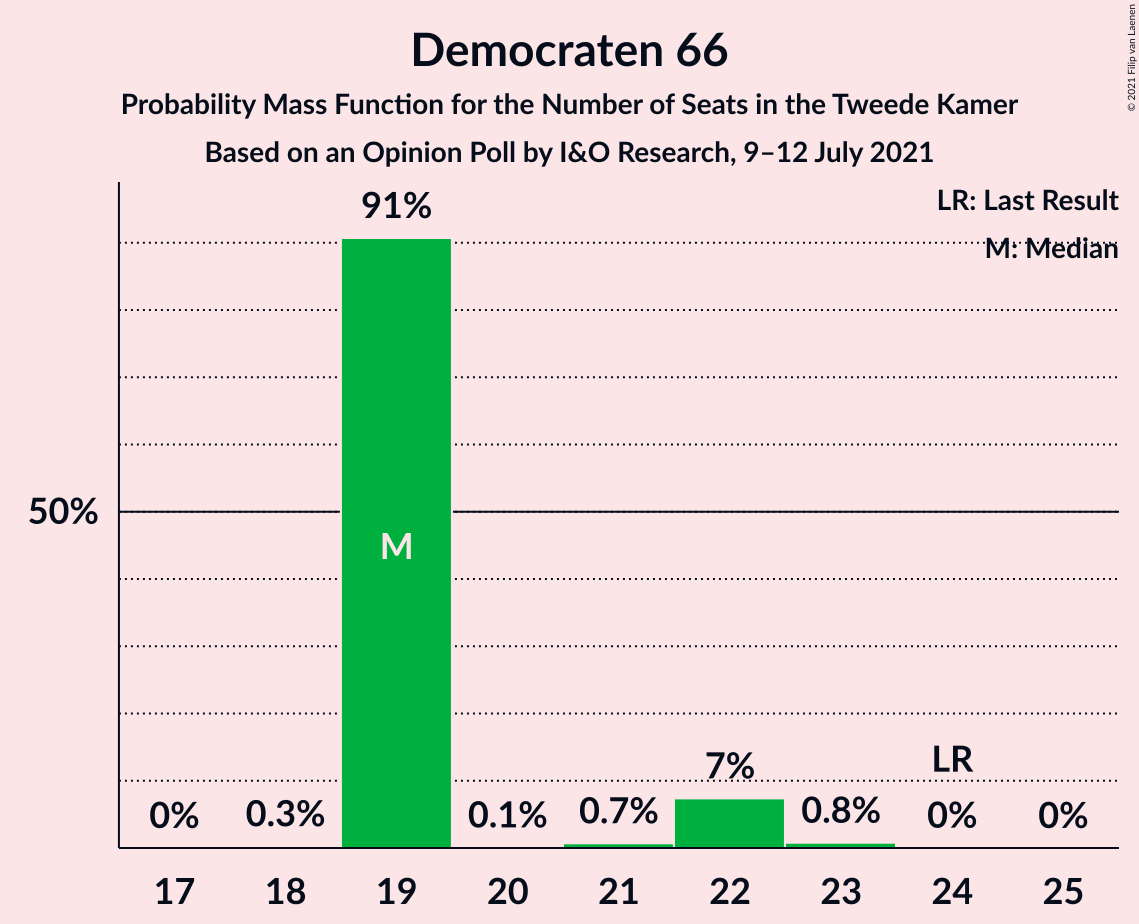 Democraten 66
Probability Mass Function for the Number of Seats in the Tweede Kamer
Based on an Opinion Poll by I&O Research, 9–12 July 2021
© 2021 Filip van Laenen
LR: Last Result
M: Median
91%
50%
M
LR
0% 0.3% 0.1% 0.7% 7% 0.8% 0% 0%
17 18 19 20 21 22 23 24 25